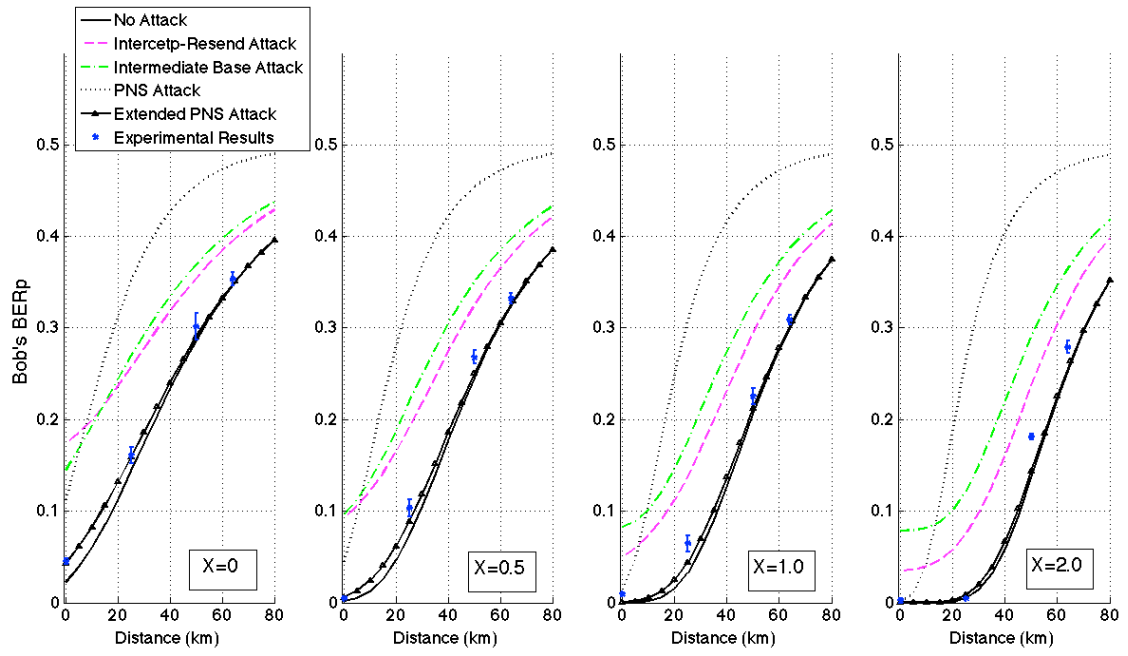 No Attack
Intercetp-Resend Attack
Intermediate Base Attack
PNS Attack
Extended PNS Attack
Experimental Results
Bob's BERp
0.5
0.4
0.3
0.2
0.1
0
X=0
0 20 40 60 80
Distance (km)
0.5
0.4
0.3
0.2
0.1
0
X=0.5
0 20 40 60 80
Distance (km)
0.5
0.4
0.3
0.2
0.1
0
X=1.0
0 20 40 60 80
Distance (km)
0.5
0.4
0.3
0.2
0.1
0
X=2.0
0 20 40 60 80
Distance (km)